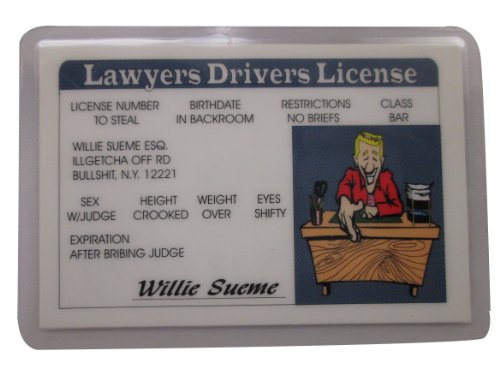 Lawyers Drivers License
LICENSE NUMBER BIRTHDATE RESTRICTIONS CLASS
TO STEAL IN BACKROOM NO BRIEFS BAR
WILLIE SUEME ESQ.
ILLGETCHA OFF RD
BULLSHIT, N.Y. 12221
SEX HEIGHT WEIGHT EYES
W/JUDGE CROOKED OVER SHIFTY
EXPIRATION
AFTER BRIBING JUDGE
Willie Sueme